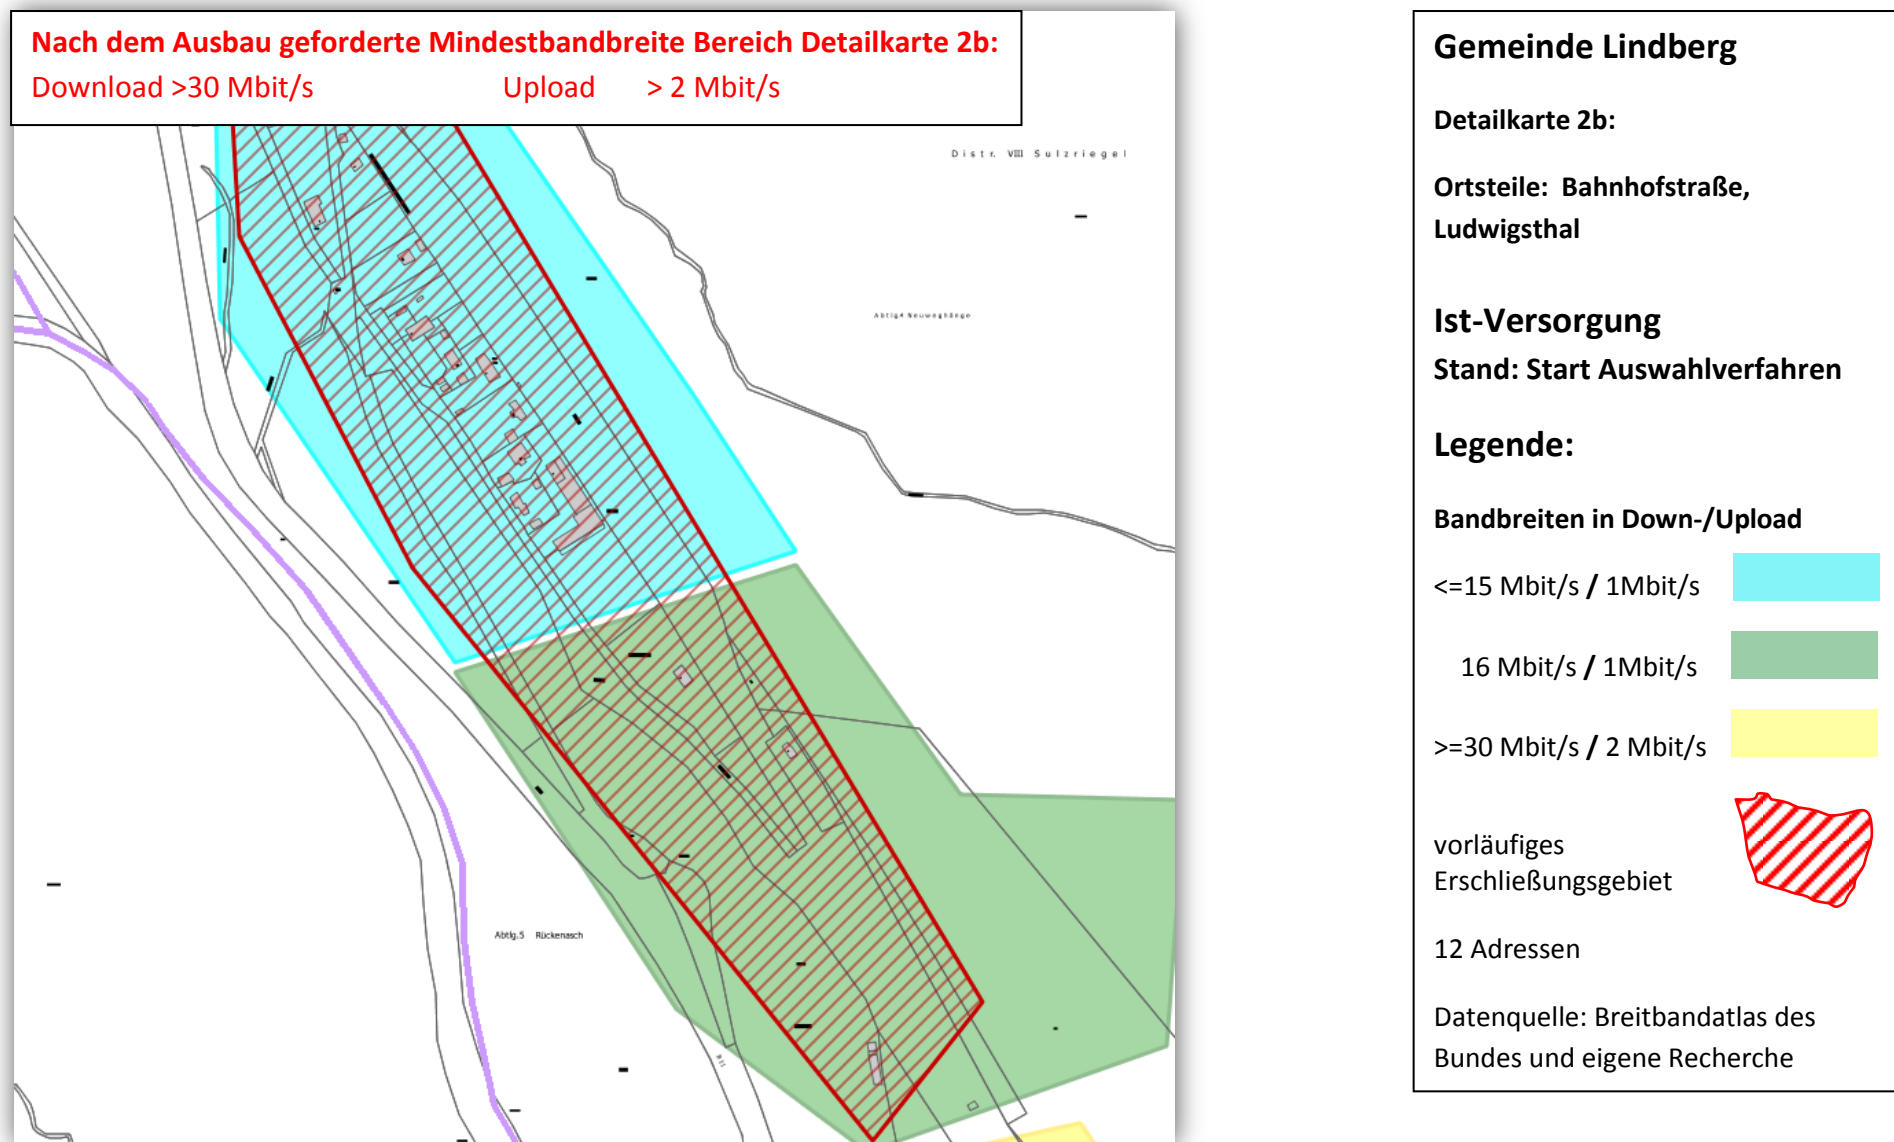 Nach dem Ausbau geforderte Mindestbandbreite Bereich Detailkarte 2b:
Download >30 Mbit/s Upload > 2 Mbit/s
Distr. VIII Sulzriegel
Abtlg4 Neuweghänge
Abtlg.5 Rückenasch
Gemeinde Lindberg
Detailkarte 2b:
Ortsteile: Bahnhofstraße,
Ludwigsthal
Ist-Versorgung
Stand: Start Auswahlverfahren
Legende:
Bandbreiten in Down-/Upload
<=15 Mbit/s / 1Mbit/s
16 Mbit/s / 1Mbit/s
>=30 Mbit/s / 2 Mbit/s
vorläufiges
Erschließungsgebiet
12 Adressen
Datenquelle: Breitbandatlas des
Bundes und eigene Recherche